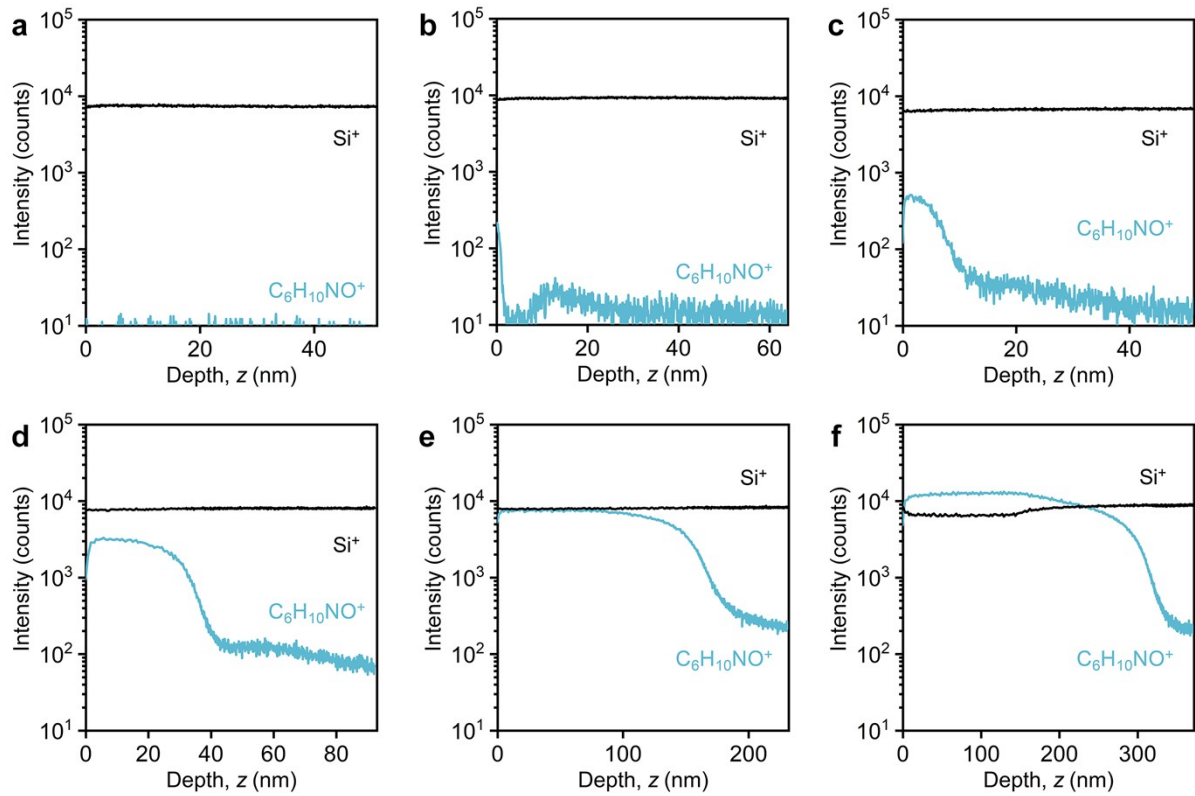 a
10⁵
10⁴
10³
10²
10¹
Intensity (counts)
Si⁺
C₆H₁₀NO⁺
0 20 40
Depth, z (nm)
b
10⁵
10⁴
10³
10²
10¹
Intensity (counts)
Si⁺
C₆H₁₀NO⁺
0 20 40 60
Depth, z (nm)
c
10⁵
10⁴
10³
10²
10¹
Intensity (counts)
Si⁺
C₆H₁₀NO⁺
0 20 40
Depth, z (nm)
d
10⁵
10⁴
10³
10²
10¹
Intensity (counts)
Si⁺
C₆H₁₀NO⁺
0 20 40 60 80
Depth, z (nm)
e
10⁵
10⁴
10³
10²
10¹
Intensity (counts)
Si⁺
C₆H₁₀NO⁺
0 100 200
Depth, z (nm)
f
10⁵
10⁴
10³
10²
10¹
Intensity (counts)
Si⁺
C₆H₁₀NO⁺
0 100 200 300
Depth, z (nm)